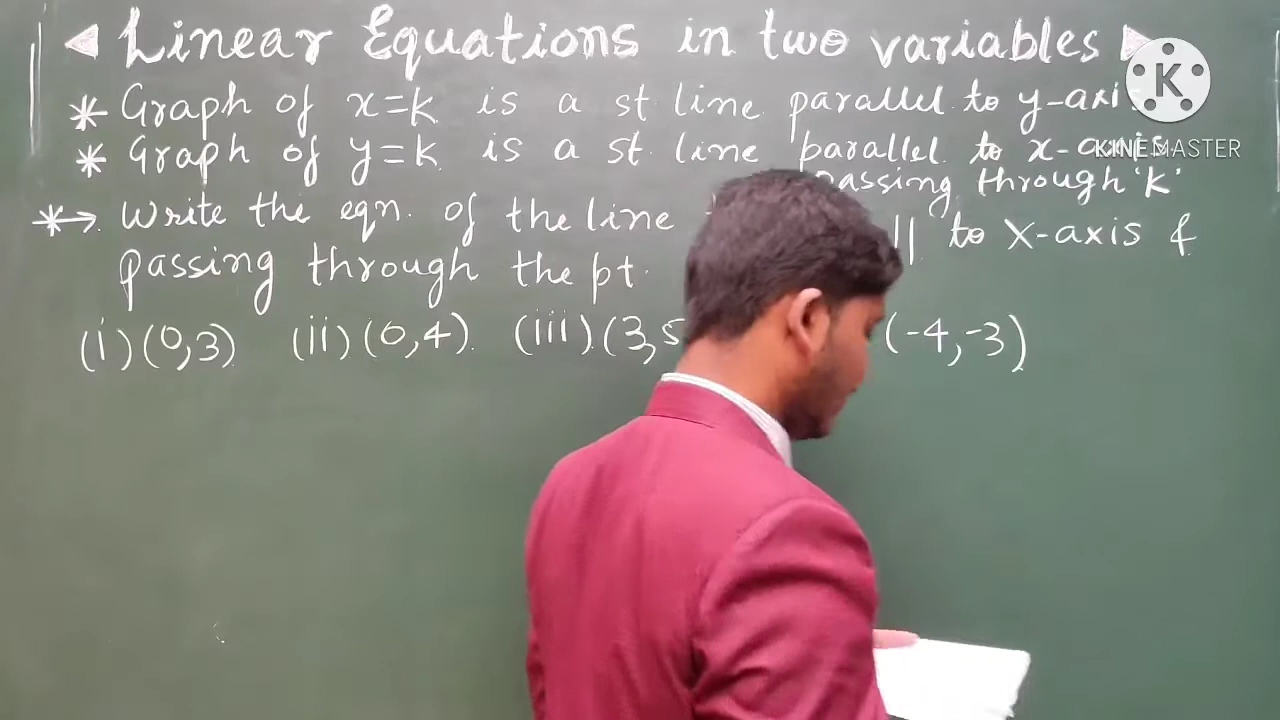 Linear Equations in two variables
* Graph of x=k is a st line parallel to y-axis
* Graph of y=k is a st. line parallel to x-axis
passing through 'k'
*→ Write the eqn. of the line || to X-axis &
passing through the pt.
(i) (0,3) (ii) (0,4). (iii) (3,5 (-4,-3)
K
KINEMASTER